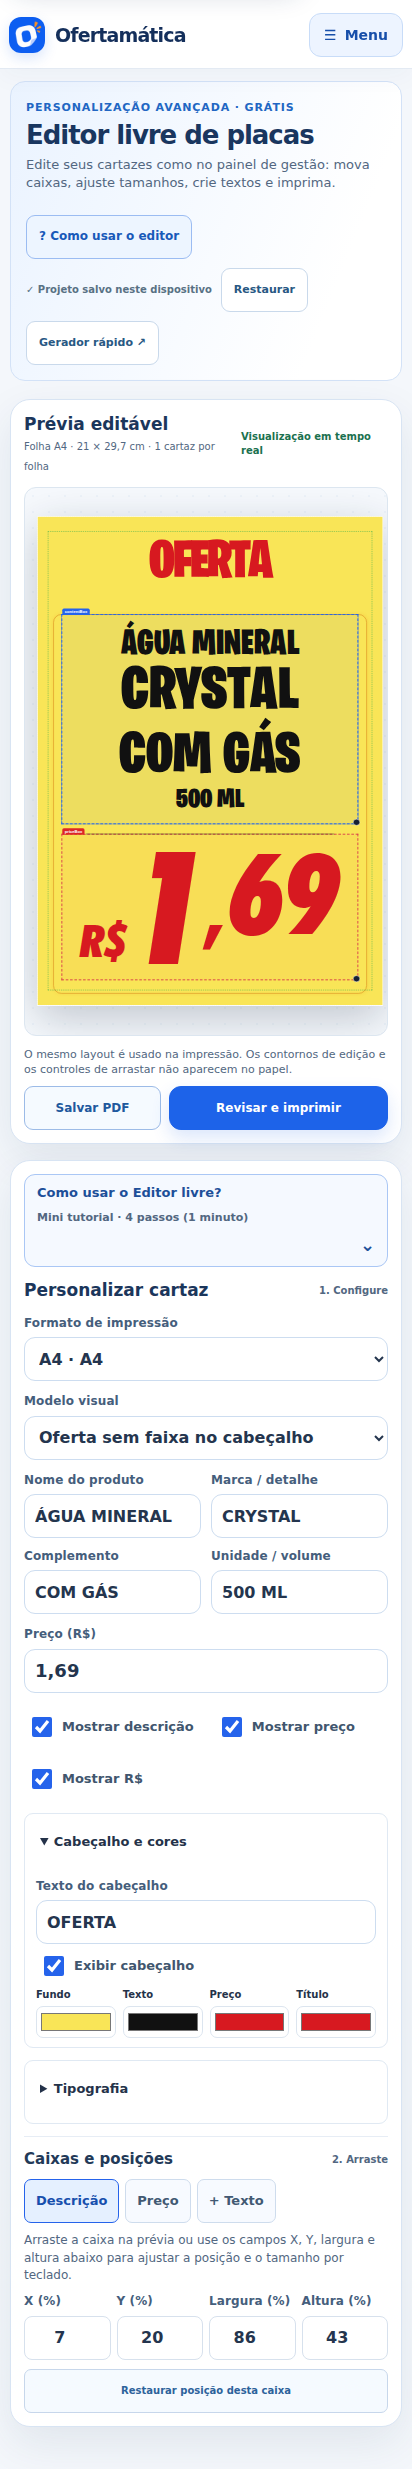 Ofertamática
☰ Menu
PERSONALIZAÇÃO AVANÇADA · GRÁTIS
Editor livre de placas
Edite seus cartazes como no painel de gestão: mova
caixas, ajuste tamanhos, crie textos e imprima.
? Como usar o editor
✓ Projeto salvo neste dispositivo
Restaurar
Gerador rápido ↗
Prévia editável
Folha A4 · 21 × 29,7 cm · 1 cartaz por
folha
Visualização em tempo
real
OFERTA
contentBox
ÁGUA MINERAL
CRYSTAL
COM GÁS
500 ML
priceBox
R$ 1,69
O mesmo layout é usado na impressão. Os contornos de edição e
os controles de arrastar não aparecem no papel.
Salvar PDF
Revisar e imprimir
Como usar o Editor livre?
Mini tutorial · 4 passos (1 minuto)
Personalizar cartaz
1. Configure
Formato de impressão
A4 · A4
Modelo visual
Oferta sem faixa no cabeçalho
Nome do produto
Marca / detalhe
ÁGUA MINERAL
CRYSTAL
Complemento
Unidade / volume
COM GÁS
500 ML
Preço (R$)
1,69
Mostrar descrição
Mostrar preço
Mostrar R$
▼ Cabeçalho e cores
Texto do cabeçalho
OFERTA
Exibir cabeçalho
Fundo
Texto
Preço
Título
▶ Tipografia
Caixas e posições
2. Arraste
Descrição
Preço
+ Texto
Arraste a caixa na prévia ou use os campos X, Y, largura e
altura abaixo para ajustar a posição e o tamanho por
teclado.
X (%)
Y (%)
Largura (%)
Altura (%)
7
20
86
43
Restaurar posição desta caixa